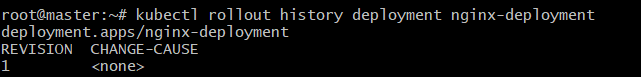 root@master:~# kubectl rollout history deployment nginx-deployment
deployment.apps/nginx-deployment
REVISION  CHANGE-CAUSE
1         <none>